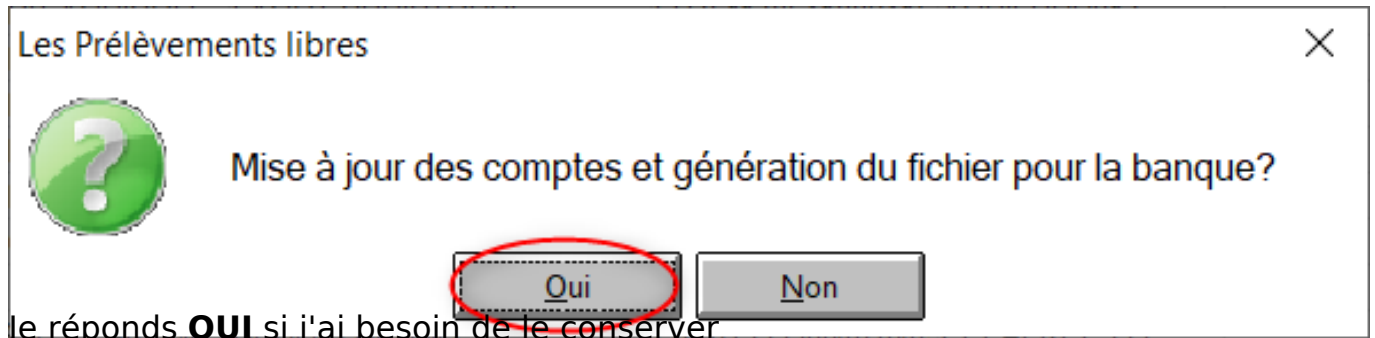 Les Prélèvements libres
Mise à jour des comptes et génération du fichier pour la banque?
Oui
Non
Je réponds OUI si j'ai besoin de le conserver